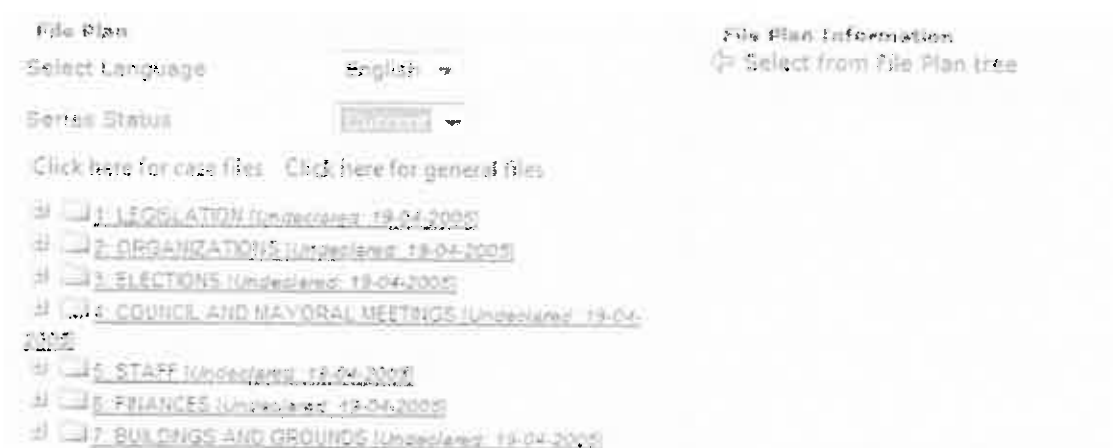 File Plan
File Plan Information
Select Language English
Select from File Plan tree
Series Status
Click here for case files Click here for general files
1: LEGISLATION (Undeclared: 19-04-2005)
2: ORGANIZATIONS (Undeclared: 19-04-2005)
3: ELECTIONS (Undeclared: 19-04-2005)
4: COUNCIL AND MAYORAL MEETINGS (Undeclared: 19-04-
2005)
5: STAFF (Undeclared: 19-04-2005)
6: FINANCES (Undeclared: 19-04-2005)
7: BUILDINGS AND GROUNDS (Undeclared: 19-04-2005)